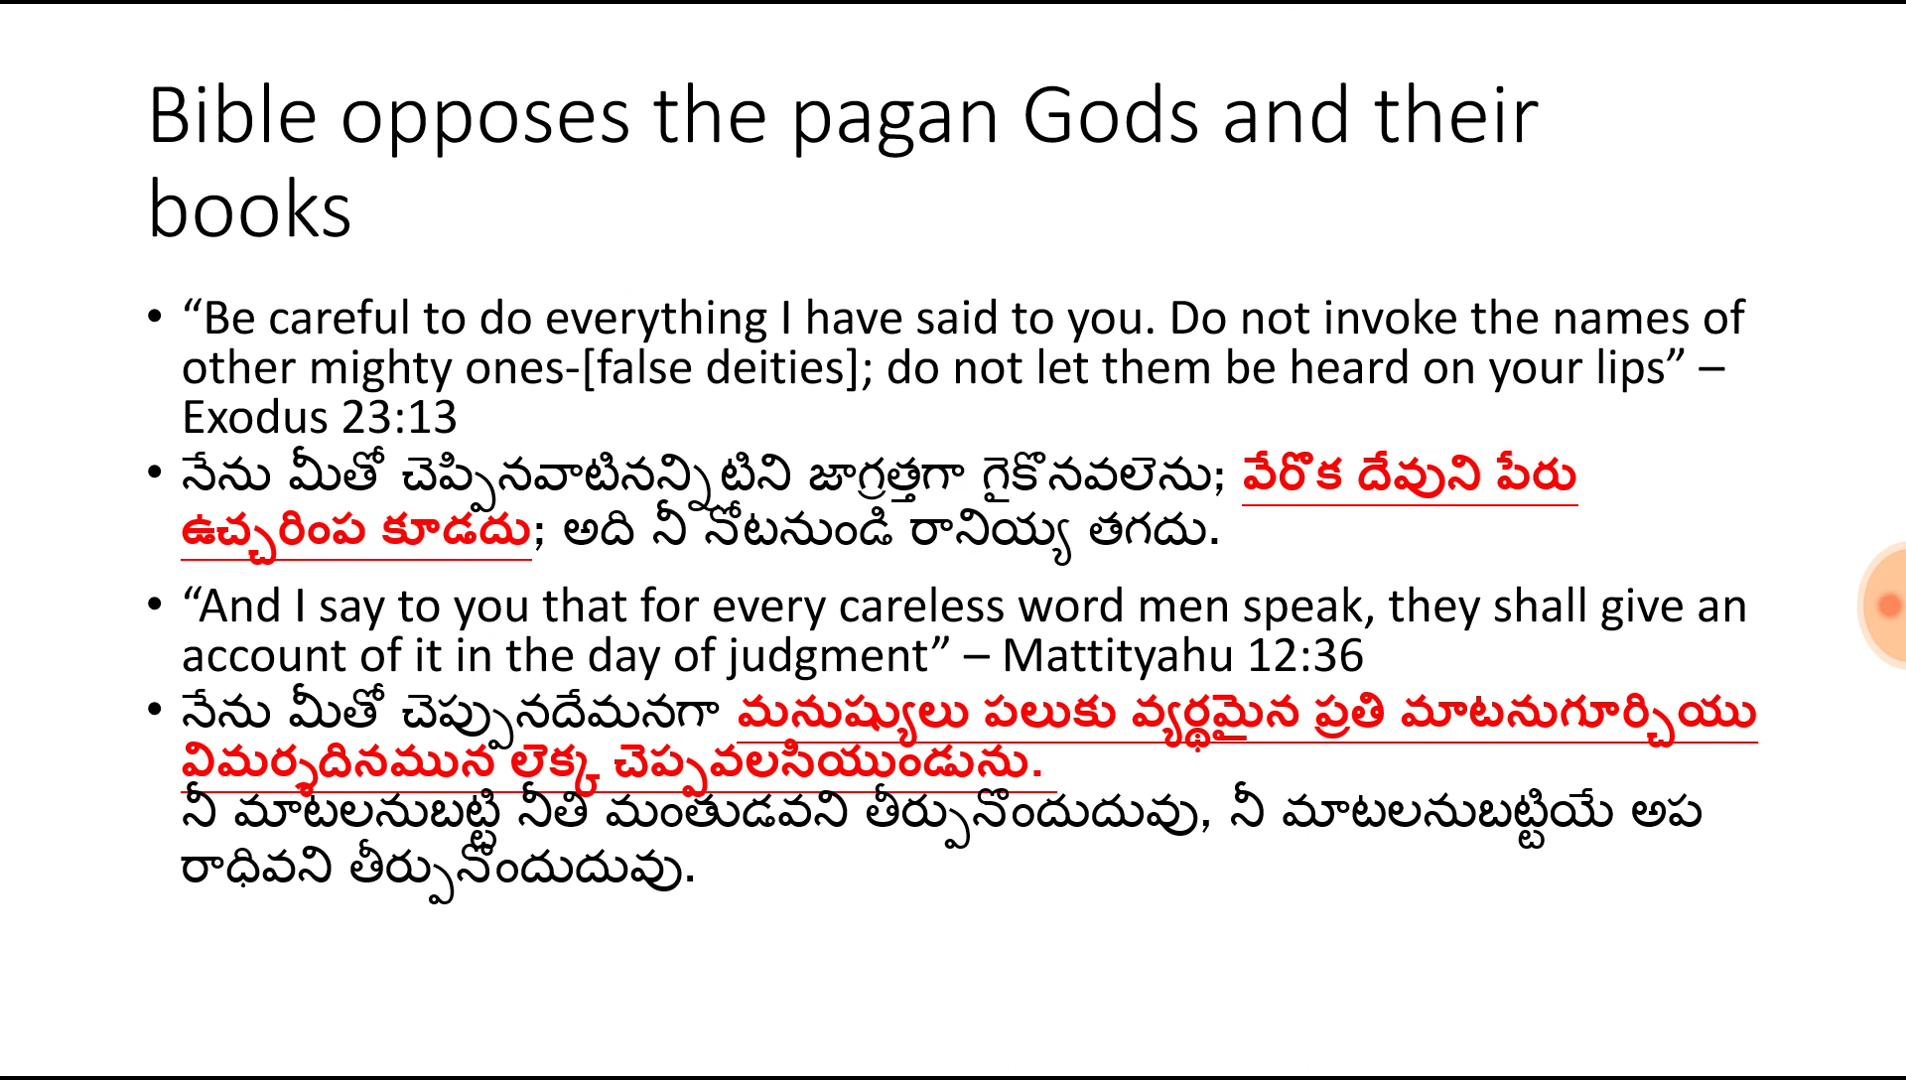 Bible opposes the pagan Gods and their
books
• “Be careful to do everything I have said to you. Do not invoke the names of
other mighty ones-[false deities]; do not let them be heard on your lips” –
Exodus 23:13
• నేను మీతో చెప్పినవాటినన్నిటిని జాగ్రత్తగా గైకొనవలెను; వేరొక దేవుని పేరు
ఉచ్చరింప కూడదు; అది నీ నోటనుండి రానియ్య తగదు.
• “And I say to you that for every careless word men speak, they shall give an
account of it in the day of judgment” – Mattityahu 12:36
• నేను మీతో చెప్పునదేమనగా మనుష్యులు పలుకు వ్యర్థమైన ప్రతి మాటనుగూర్చియు
విమర్శదినమున లెక్క చెప్పవలసియుండును.
నీ మాటలనుబట్టి నీతి మంతుడవని తీర్పునొందుదువు, నీ మాటలనుబట్టియే అప
రాధివని తీర్పునొందుదువు.